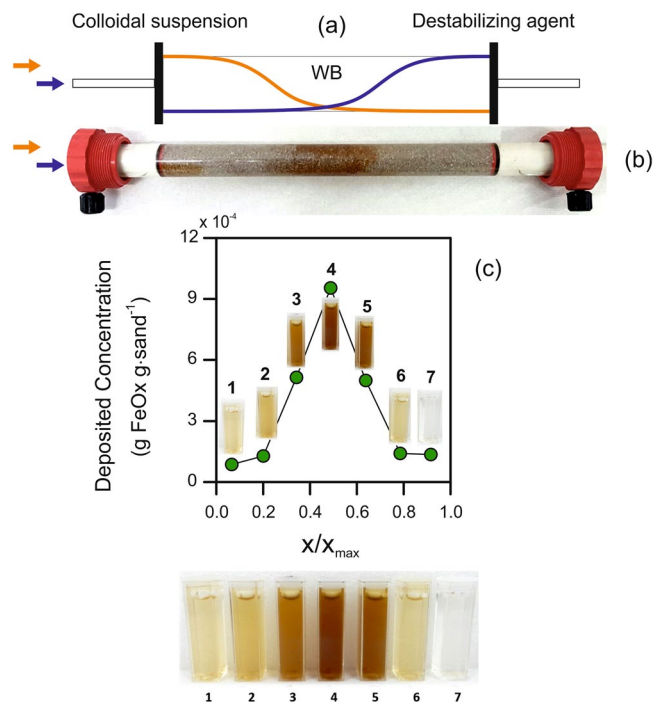 Colloidal suspension
(a)
Destabilizing agent
WB
(b)
x 10⁻⁴
12
9
6
3
0
(c)
1
2
3
4
5
6
7
Deposited Concentration
(g FeOx g·sand⁻¹)
0.0 0.2 0.4 0.6 0.8 1.0
x/xₘₐₓ
1 2 3 4 5 6 7